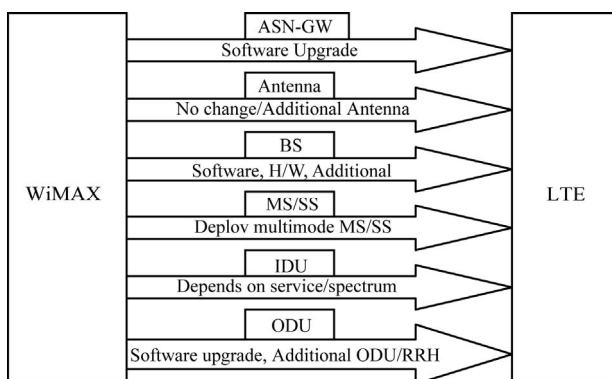 ASN-GW
Software Upgrade
Antenna
No change/Additional Antenna
BS
Software, H/W, Additional
WiMAX
LTE
MS/SS
Deplov multimode MS/SS
IDU
Depends on service/spectrum
ODU
Software upgrade, Additional ODU/RRH